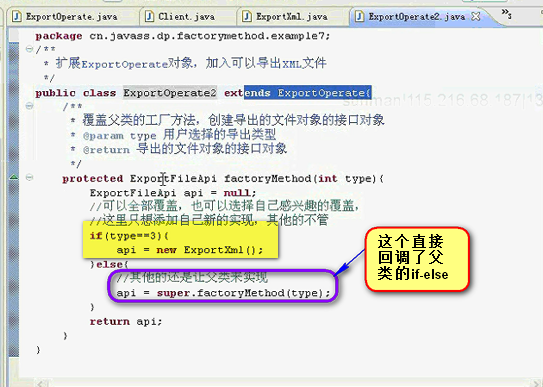 ExportOperate.java Client.java ExportXml.java ExportOperate2.java
package cn.javass.dp.factorymethod.example7;
/**
 * 扩展ExportOperate对象，加入可以导出XML文件
 */
public class ExportOperate2 extends ExportOperate{
/**
 * 覆盖父类的工厂方法，创建导出的文件对象的接口对象
 * @param type 用户选择的导出类型
 * @return 导出的文件对象的接口对象
 */
protected ExportFileApi factoryMethod(int type){
ExportFileApi api = null;
//可以全部覆盖，也可以选择自己感兴趣的覆盖，
//这里只想添加自己新的实现，其他的不管
if(type==3){
api = new ExportXml();
}else{
//其他的还是让父类来实现
api = super.factoryMethod(type);
}
return api;
}
}
这个直接
回调了父
类的if-else